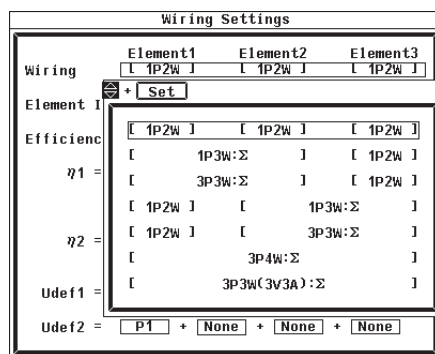 Wiring Settings
Element1 Element2 Element3
Wiring [ 1P2W ] [ 1P2W ] [ 1P2W ]
+ Set
Element I
[ 1P2W ] [ 1P2W ] [ 1P2W ]
Efficienc
[ 1P3W:Σ ] [ 1P2W ]
η1 =
[ 3P3W:Σ ] [ 1P2W ]
[ 1P2W ] [ 1P3W:Σ ]
[ 1P2W ] [ 3P3W:Σ ]
η2 =
[ 3P4W:Σ ]
[ 3P3W(3V3A):Σ ]
Udef1 =
Udef2 = P1 + None + None + None